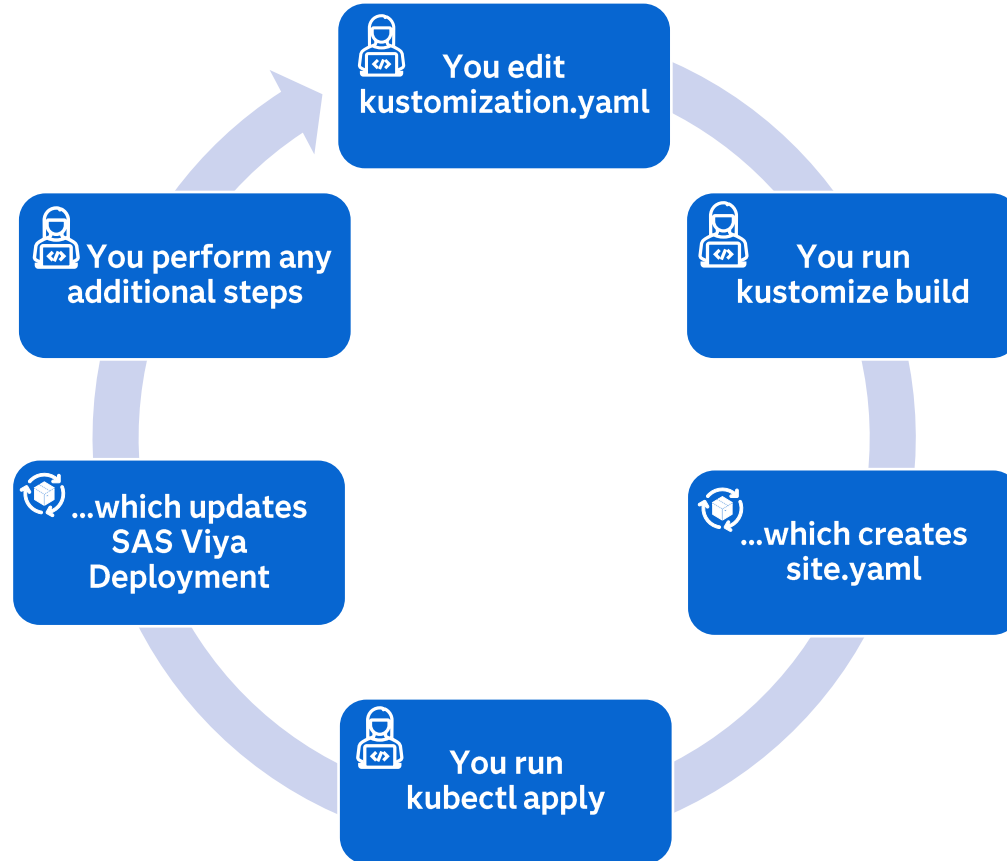 You edit
kustomization.yaml
You run
kustomize build
...which creates
site.yaml
You run
kubectl apply
...which updates
SAS Viya
Deployment
You perform any
additional steps